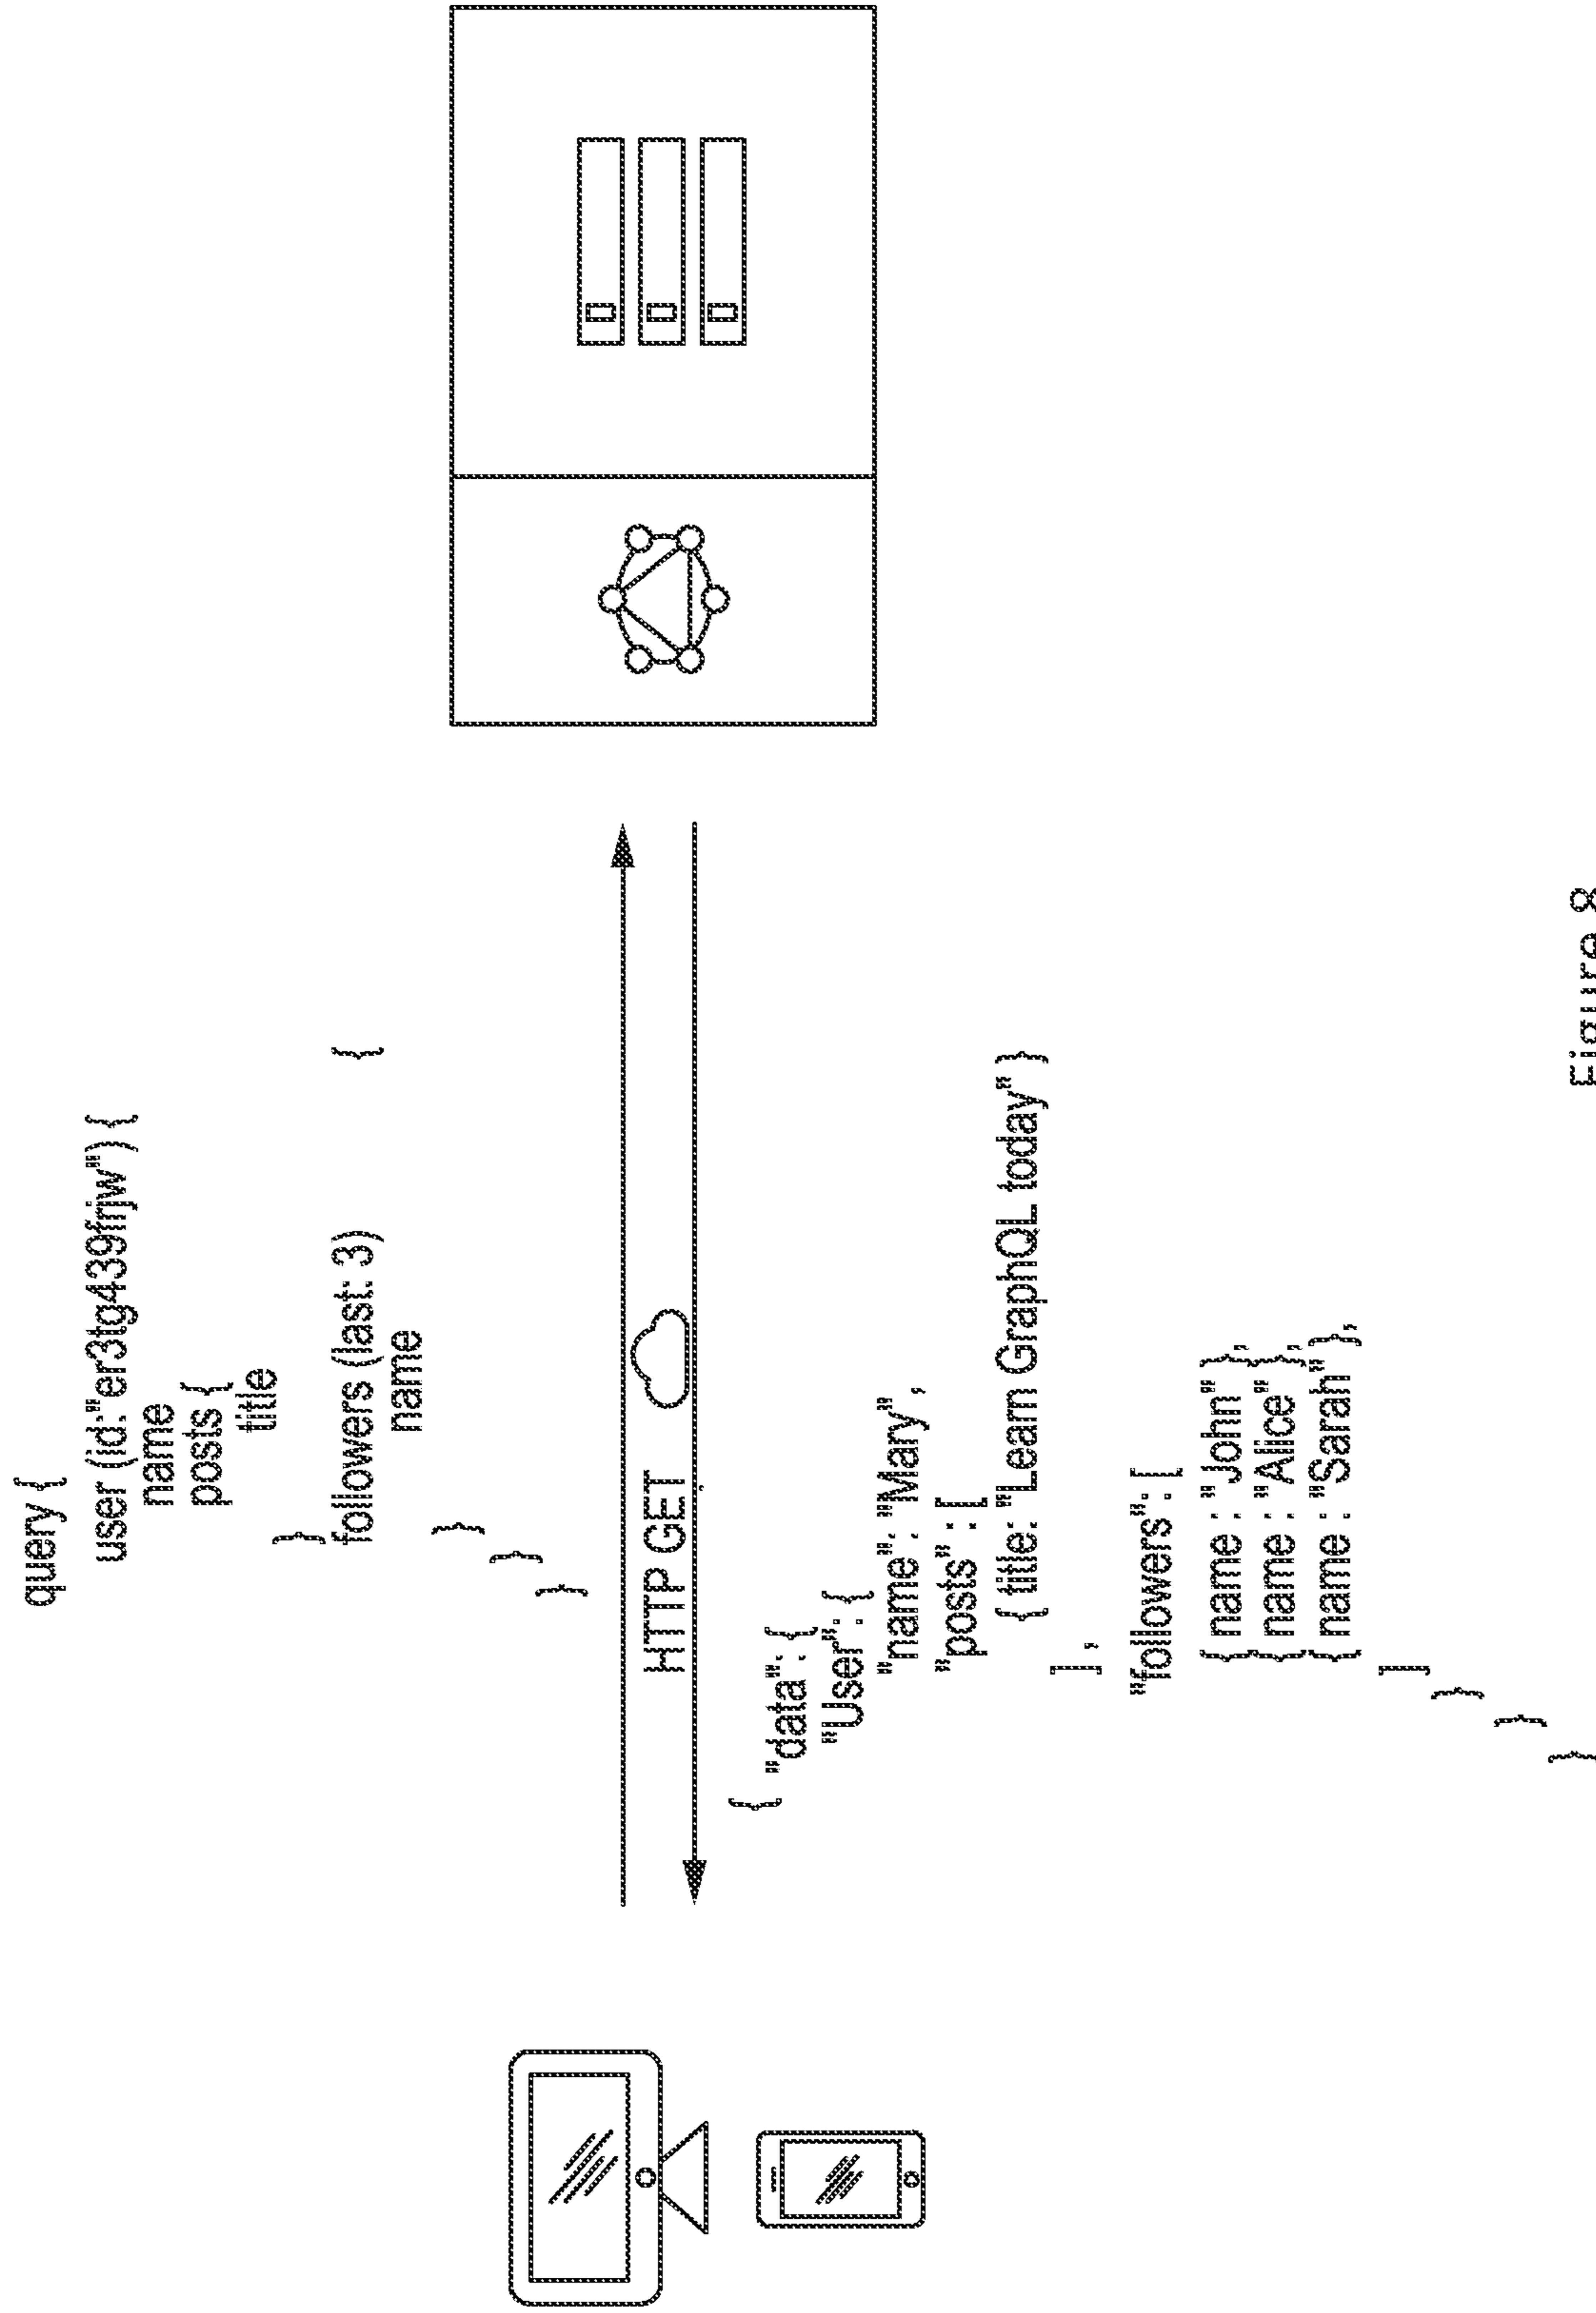 query {
user (id:"er3tg439frjw") {
name
posts {
title
}
followers (last: 3) {
name
}
}
}
HTTP GET
{
"data": {
"User": {
"name": "Mary",
"posts" : [
{ title: "Learn GraphQL today" }
] ,
"followers" : [
{ name : "John" },
{ name : "Alice" },
{ name : "Sarah" },
]
}
}
}
Figure 8